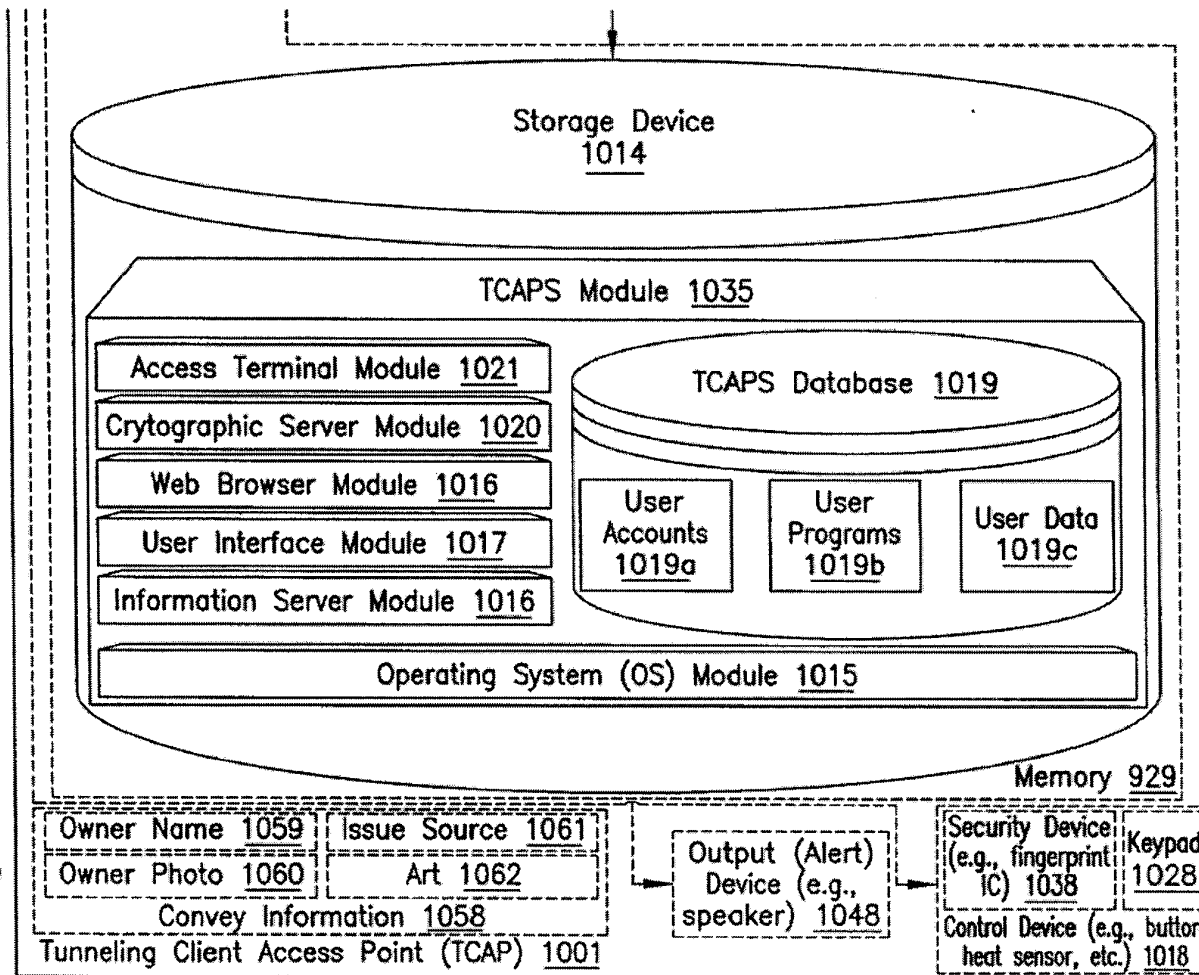 Storage Device
1014
TCAPS Module 1035
Access Terminal Module 1021
Crytographic Server Module 1020
Web Browser Module 1016
User Interface Module 1017
Information Server Module 1016
TCAPS Database 1019
User
Accounts
1019a
User
Programs
1019b
User Data
1019c
Operating System (OS) Module 1015
Memory 929
Owner Name 1059
Issue Source 1061
Owner Photo 1060
Art 1062
Convey Information 1058
Tunneling Client Access Point (TCAP) 1001
Output (Alert)
Device (e.g.,
speaker) 1048
Security Device
(e.g., fingerprint
IC) 1038
Keypad
1028
Control Device (e.g., button
heat sensor, etc.) 1018